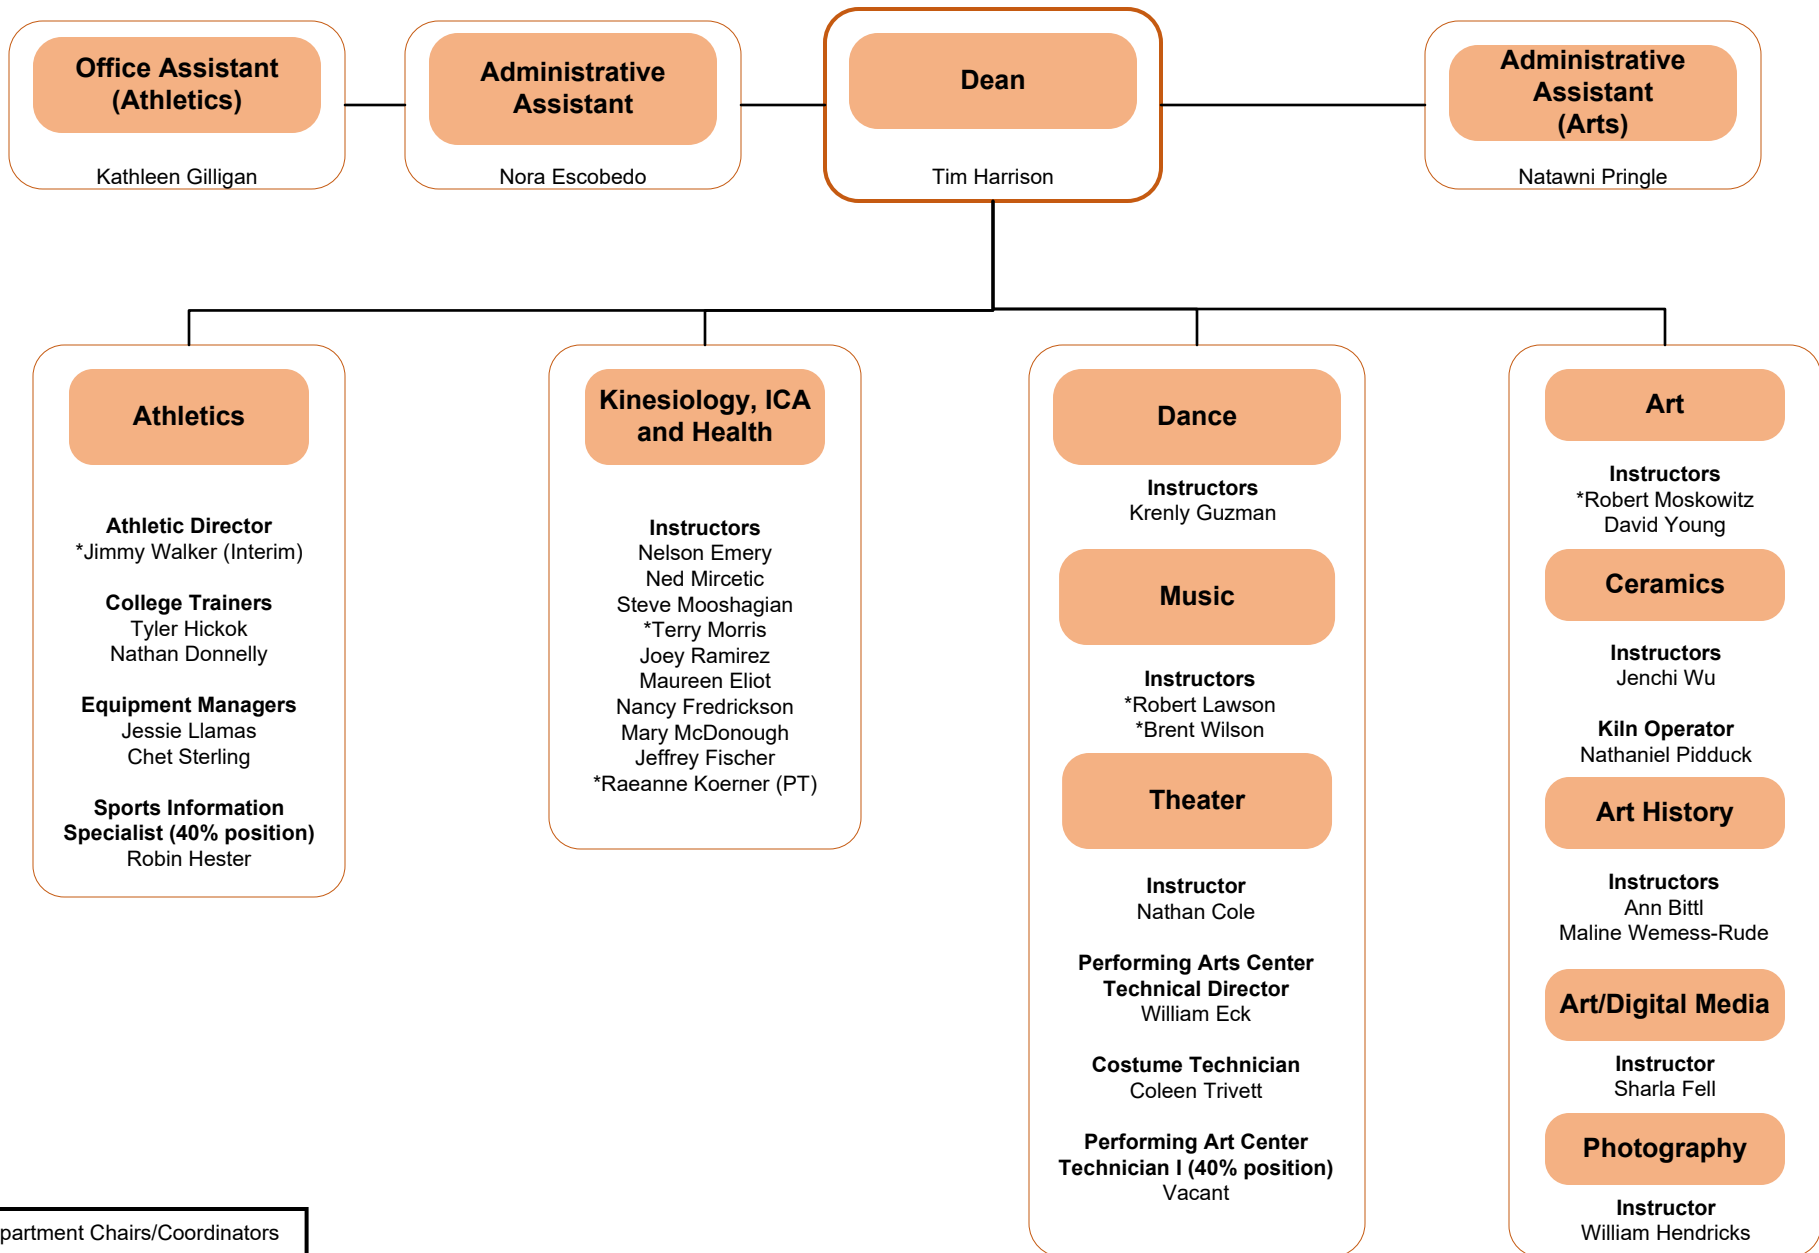 Office Assistant
(Athletics)
Kathleen Gilligan
Administrative
Assistant
Nora Escobedo
Dean
Tim Harrison
Administrative
Assistant
(Arts)
Natawni Pringle
Athletics
Athletic Director
*Jimmy Walker (Interim)
College Trainers
Tyler Hickok
Nathan Donnelly
Equipment Managers
Jessie Llamas
Chet Sterling
Sports Information
Specialist (40% position)
Robin Hester
Kinesiology, ICA
and Health
Instructors
Nelson Emery
Ned Mircetic
Steve Mooshagian
*Terry Morris
Joey Ramirez
Maureen Eliot
Nancy Fredrickson
Mary McDonough
Jeffrey Fischer
*Raeanne Koerner (PT)
Dance
Instructors
Krenly Guzman
Music
Instructors
*Robert Lawson
*Brent Wilson
Theater
Instructor
Nathan Cole
Performing Arts Center
Technical Director
William Eck
Costume Technician
Coleen Trivett
Performing Art Center
Technician I (40% position)
Vacant
Art
Instructors
*Robert Moskowitz
David Young
Ceramics
Instructors
Jenchi Wu
Kiln Operator
Nathaniel Pidduck
Art History
Instructors
Ann Bittl
Maline Wemess-Rude
Art/Digital Media
Instructor
Sharla Fell
Photography
Instructor
William Hendricks
partment Chairs/Coordinators